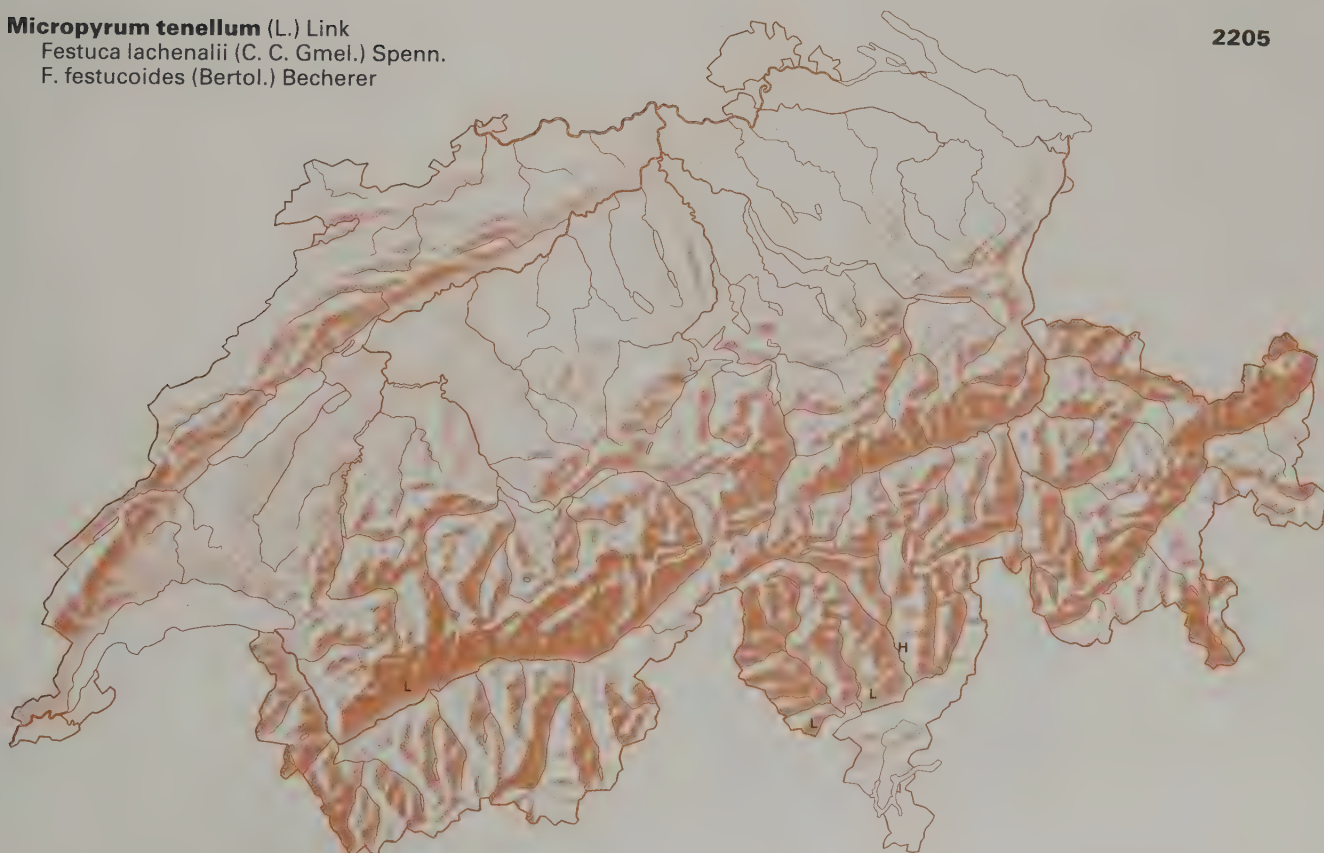 Micropyrum tenellum (L.) Link
2205
Festuca lachenalii (C. C. Gmel.) Spenn.
F. festucoides (Bertol.) Becherer
H
L
L
L